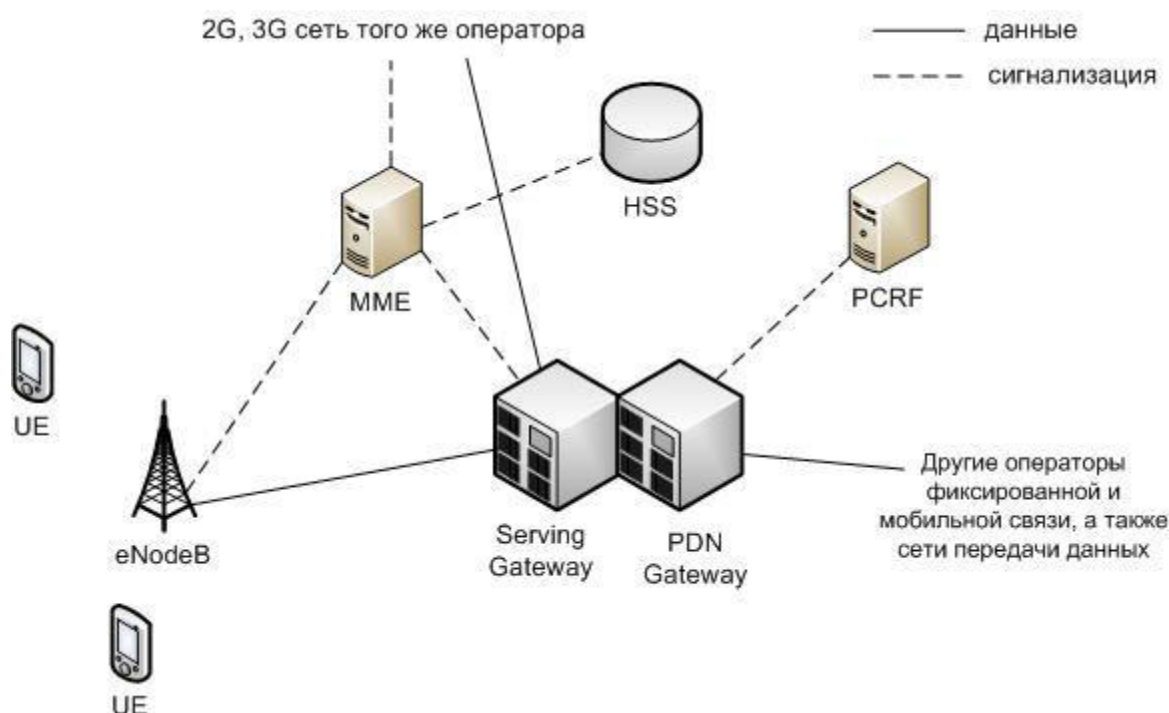 2G, 3G сеть того же оператора
данные
сигнализация
HSS
MME
PCRF
UE
eNodeB
Serving
Gateway
PDN
Gateway
Другие операторы
фиксированной и
мобильной связи, а также
сети передачи данных
UE